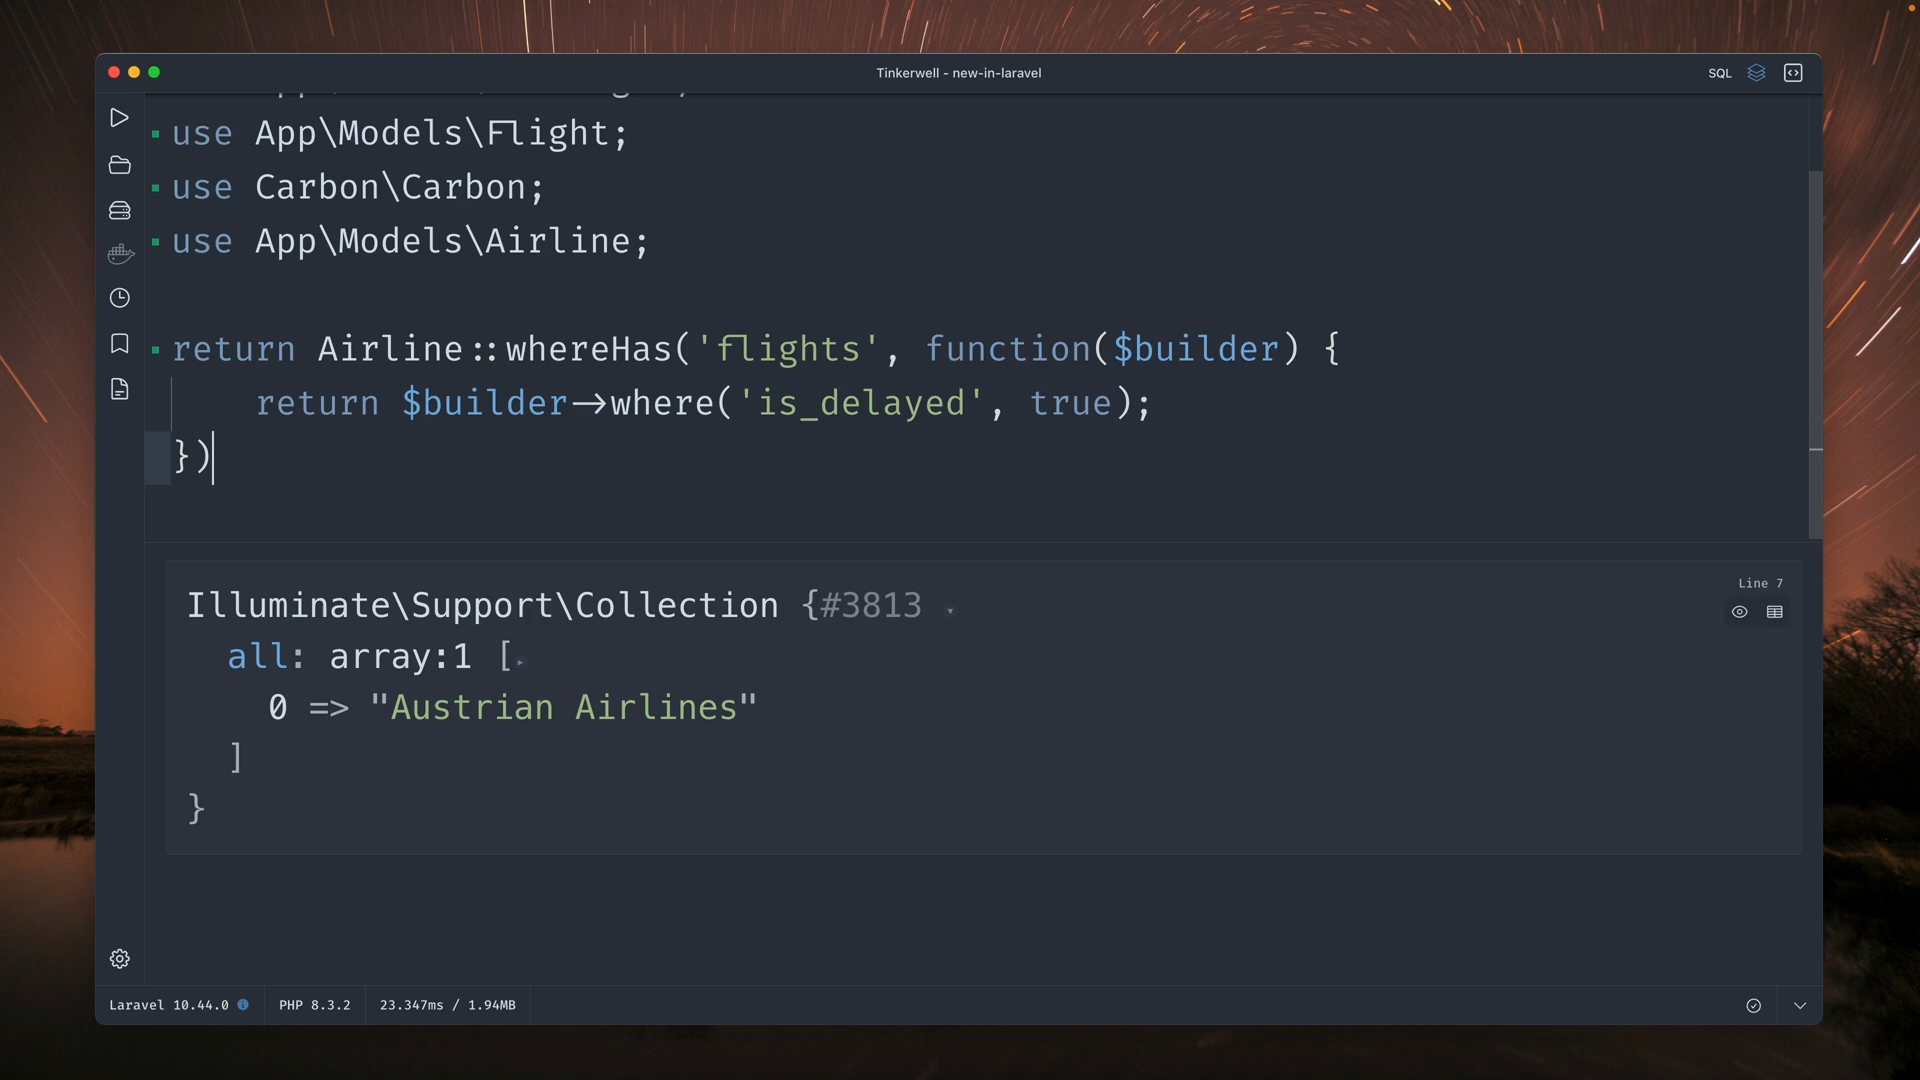 Tinkerwell - new-in-laravel
SQL
use App\Models\Flight;
use Carbon\Carbon;
use App\Models\Airline;
return Airline::whereHas('flights', function($builder) {
return $builder->where('is_delayed', true);
})
Line 7
Illuminate\Support\Collection {#3813
all: array:1 [
0 => "Austrian Airlines"
]
}
Laravel 10.44.0
PHP 8.3.2
23.347ms / 1.94MB